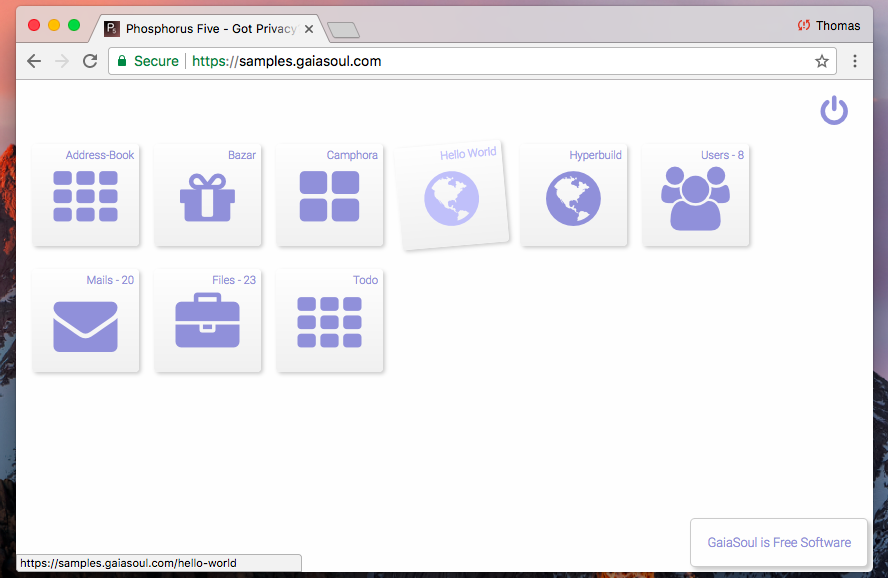 Phosphorus Five - Got Privacy
Thomas
Secure
https://samples.gaiasoul.com
Address-Book
Bazar
Camphora
Hello World
Hyperbuild
Users - 8
Mails - 20
Files - 23
Todo
GaiaSoul is Free Software
https://samples.gaiasoul.com/hello-world